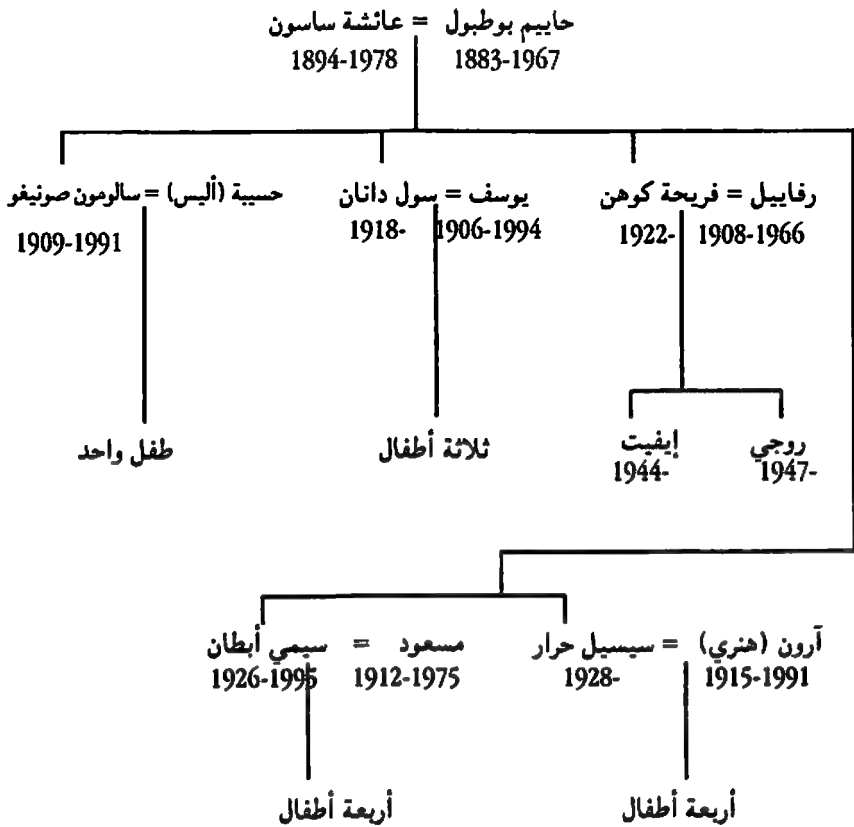 حاييم بوطبول = عائشة ساسون
1883-1967 1894-1978
رفاييل = فريحة كوهن
1908-1966 1922-
يوسف = سول دانان
1906-1994 1918-
حسيبة (أليس) = سالومون صونيغو
1909-1991
روجي
1947-
إيفيت
1944-
ثلاثة أطفال
طفل واحد
آرون (هنري) = سيسيل حرار
1915-1991 1928-
مسعود = سيمي أبطان
1912-1975 1926-1995
أربعة أطفال
أربعة أطفال